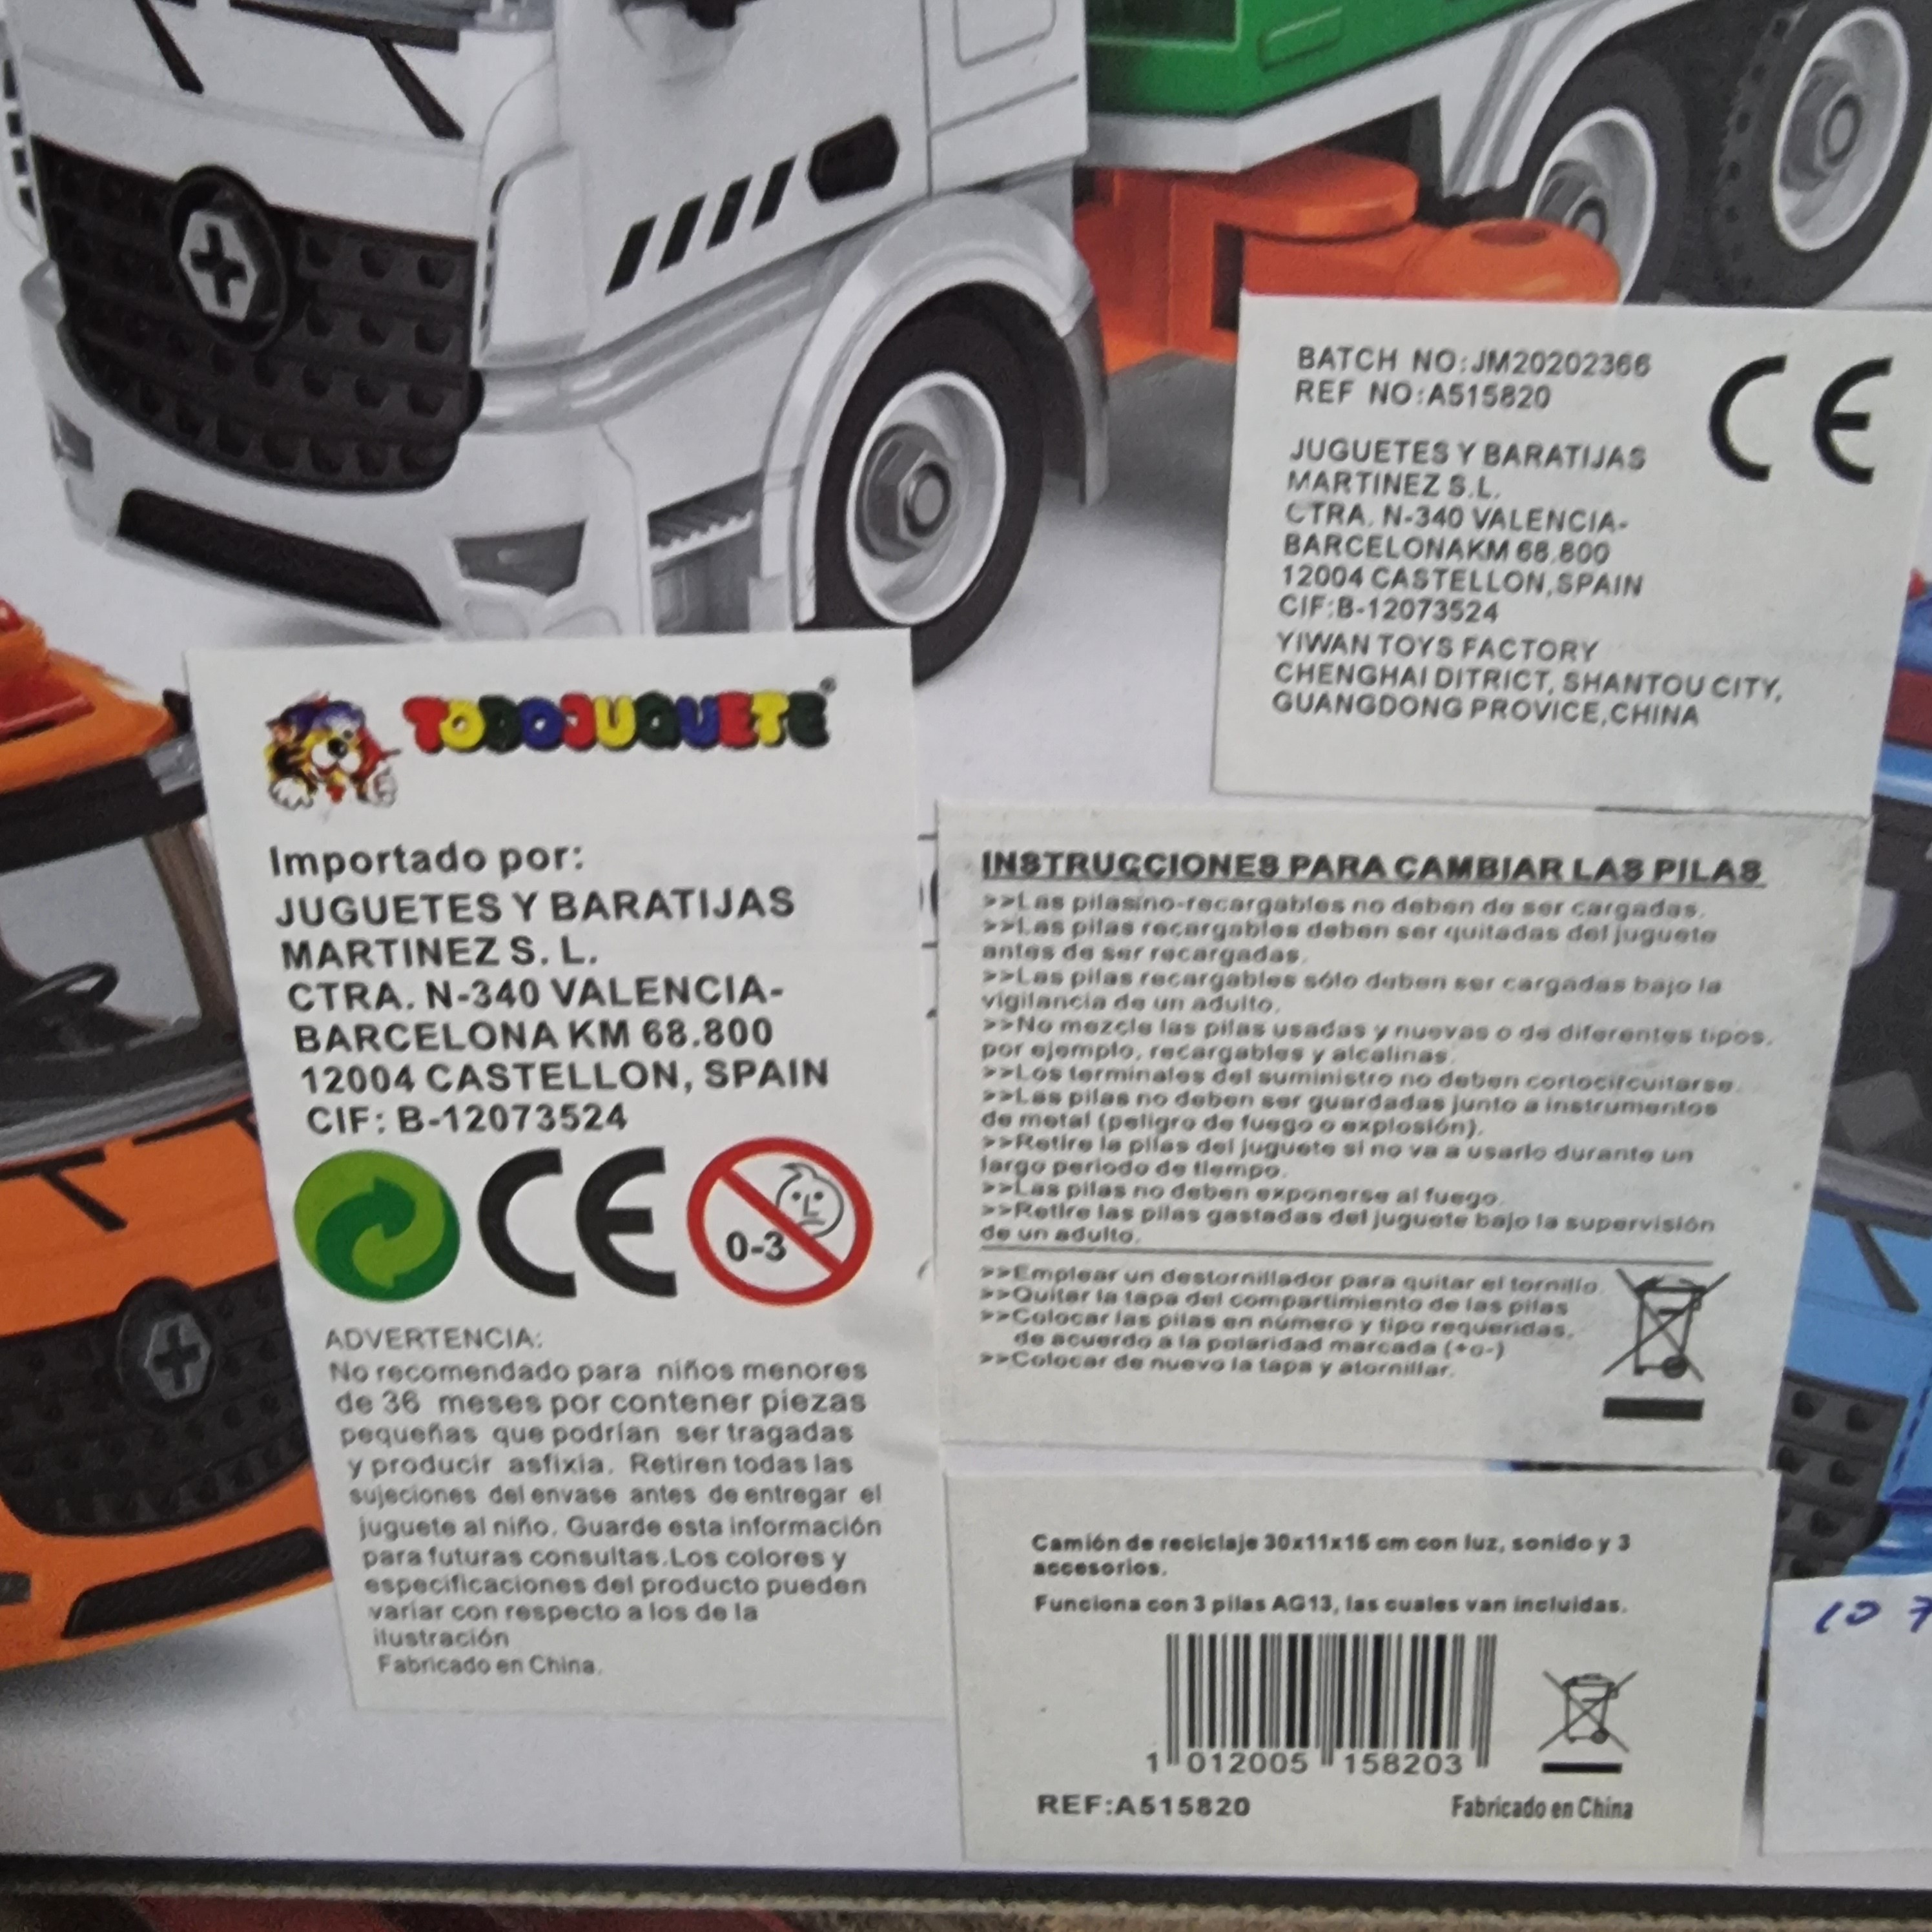 BATCH NO:JM20202366
REF NO:A515820
CE
JUGUETES Y BARATIJAS
MARTINEZ S.L.
CTRA. N-340 VALENCIA-
BARCELONAKM 68.800
12004 CASTELLON,SPAIN
CIF:B-12073524
YIWAN TOYS FACTORY
CHENGHAI DITRICT, SHANTOU CITY,
GUANGDONG PROVICE,CHINA
TODOJUGUETE®
Importado por:
JUGUETES Y BARATIJAS
MARTINEZ S. L.
CTRA. N-340 VALENCIA-
BARCELONA KM 68.800
12004 CASTELLON, SPAIN
CIF: B-12073524
CE
0-3
ADVERTENCIA:
No recomendado para niños menores
de 36 meses por contener piezas
pequeñas que podrían ser tragadas
y producir asfixia. Retiren todas las
sujeciones del envase antes de entregar el
juguete al niño. Guarde esta información
para futuras consultas.Los colores y
especificaciones del producto pueden
variar con respecto a los de la
ilustración
Fabricado en China.
INSTRUCCIONES PARA CAMBIAR LAS PILAS
>>Las pilasino-recargables no deben de ser cargadas.
>>Las pilas recargables deben ser quitadas del juguete
antes de ser recargadas.
>>Las pilas recargables sólo deben ser cargadas bajo la
vigilancia de un adulto.
>>No mezcle las pilas usadas y nuevas o de diferentes tipos,
por ejemplo, recargables y alcalinas.
>>Los terminales del suministro no deben cortocircuitarse.
>>Las pilas no deben ser guardadas junto a instrumentos
de metal (peligro de fuego o explosión).
>>Retire la pilas del juguete si no va a usarlo durante un
largo periodo de tiempo.
>>Las pilas no deben exponerse al fuego.
>>Retire las pilas gastadas del juguete bajo la supervisión
de un adulto.
>>Emplear un destornillador para quitar el tornillo.
>>Quitar la tapa del compartimiento de las pilas
>>Colocar las pilas en número y tipo requeridas,
de acuerdo a la polaridad marcada (+o-)
>>Colocar de nuevo la tapa y atornillar.
Camión de reciclaje 30x11x15 cm con luz, sonido y 3
accesorios.
Funciona con 3 pilas AG13, las cuales van incluidas.
1 012005 158203
REF:A515820 Fabricado en China
10 7